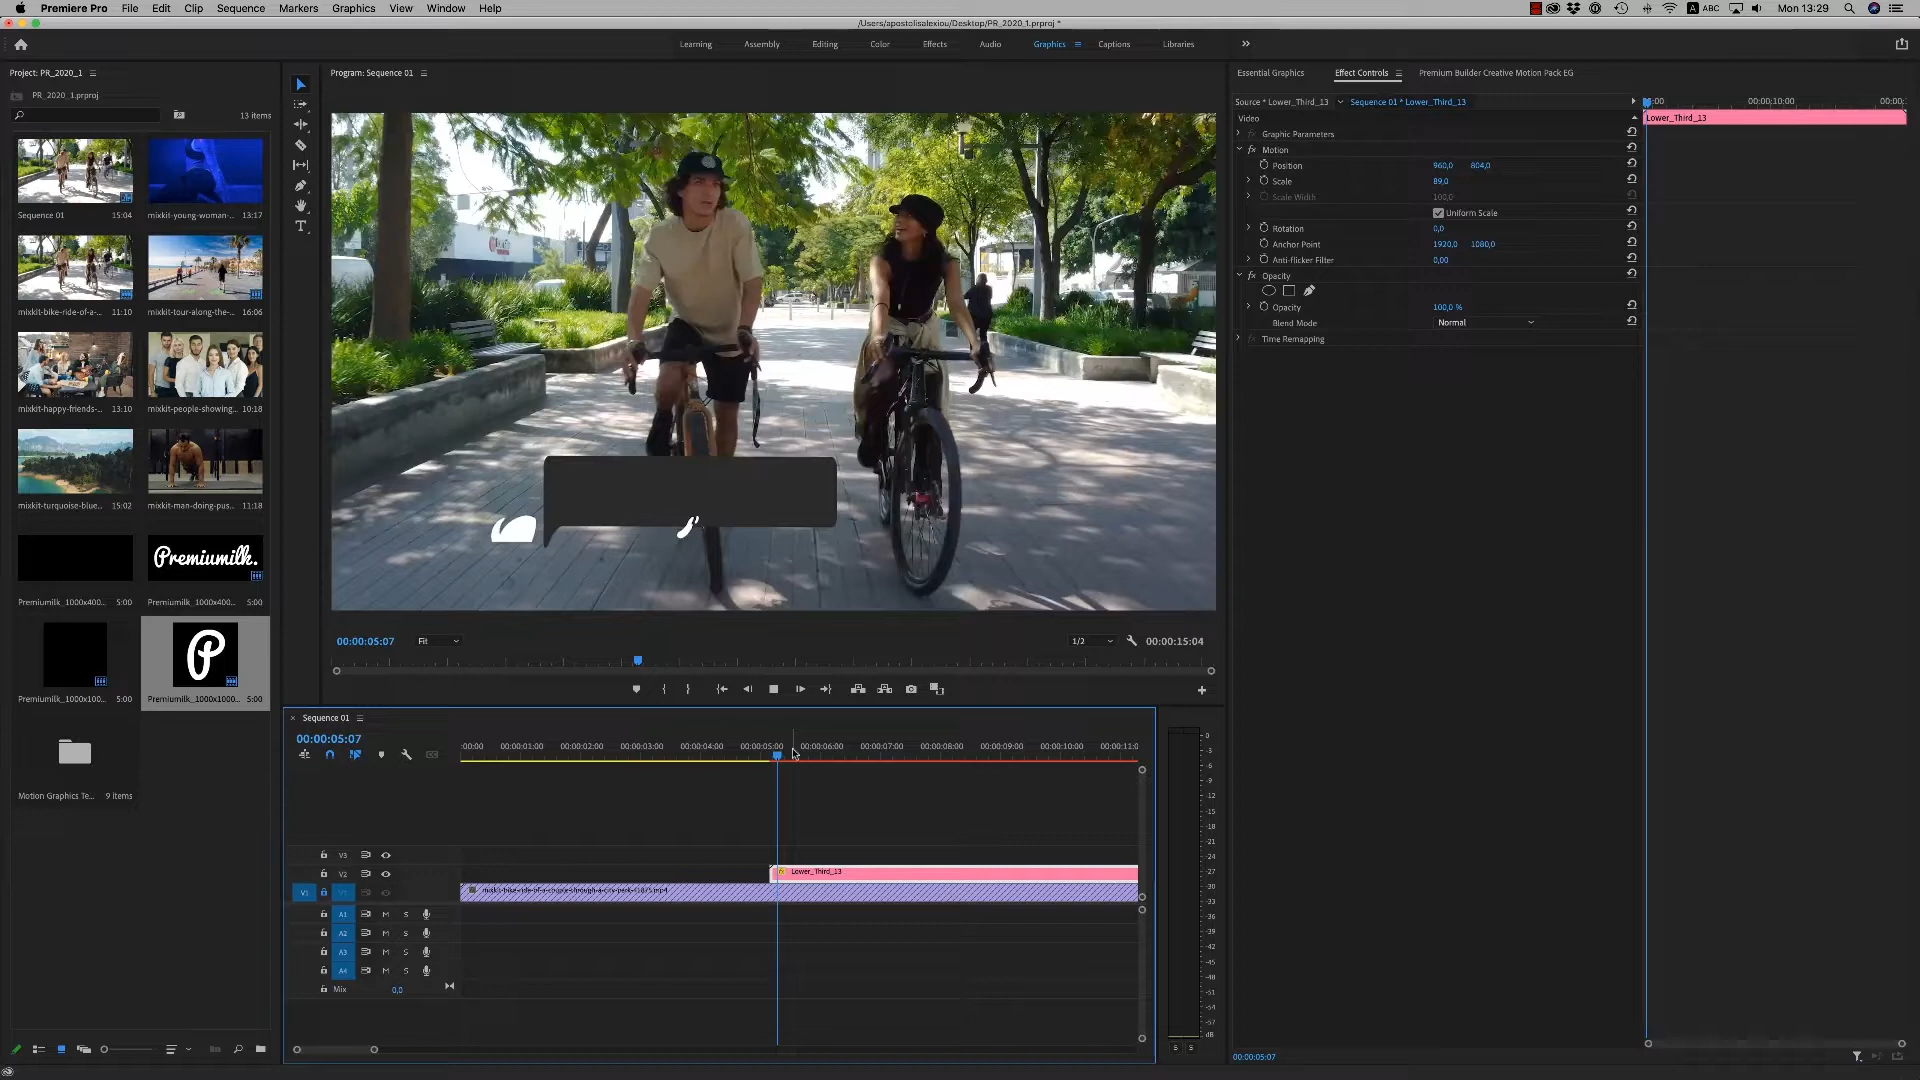 Premiere Pro File Edit Clip Sequence Markers Graphics View Window Help
ABC Mon 13:29
/Users/apostolisalexiou/Desktop/PR_2020_1.prproj *
Learning Assembly Editing Color Effects Audio Graphics Captions Libraries
Project: PR_2020_1
PR_2020_1.prproj
13 items
Sequence 01 15:04
mixkit-young-woman-... 13:17
mixkit-bike-ride-of-a-... 11:10
mixkit-tour-along-the-... 16:06
mixkit-happy-friends-... 13:10
mixkit-people-showing... 10:18
mixkit-turquoise-blue... 15:02
mixkit-man-doing-pus... 11:18
Premiumilk.
Premiumilk_1000x400... 5:00
Premiumilk_1000x400... 5:00
P
Premiumilk_1000x100... 5:00
Premiumilk_1000x1000... 5:00
Motion Graphics Te... 9 items
Program: Sequence 01
00:00:05:07 Fit 1/2 00:00:15:04
Sequence 01
00:00:05:07
:00:00 00:00:01:00 00:00:02:00 00:00:03:00 00:00:04:00 00:00:05:00 00:00:06:00 00:00:07:00 00:00:08:00 00:00:09:00 00:00:10:00 00:00:11:0
V3
V2 Lower_Third_13
V1 V1 mixkit-bike-ride-of-a-couple-through-a-city-park-41875.mp4
A1 M S
A2 M S
A3 M S
A4 M S
Mix 0,0
0
-3
-6
-9
-12
-15
-18
-21
-24
-27
-30
-33
-36
-39
-42
-45
-48
-51
-54
-57
dB
S S
Essential Graphics Effect Controls Premium Builder Creative Motion Pack EG
Source * Lower_Third_13 Sequence 01 * Lower_Third_13
:00 00:00:10:00 00:00:
Video Lower_Third_13
fx Graphic Parameters
fx Motion
Position 960,0 804,0
Scale 89,0
Scale Width 100,0
Uniform Scale
Rotation 0,0
Anchor Point 1920,0 1080,0
Anti-flicker Filter 0,00
fx Opacity
Opacity 100,0 %
Blend Mode Normal
fx Time Remapping
00:00:05:07